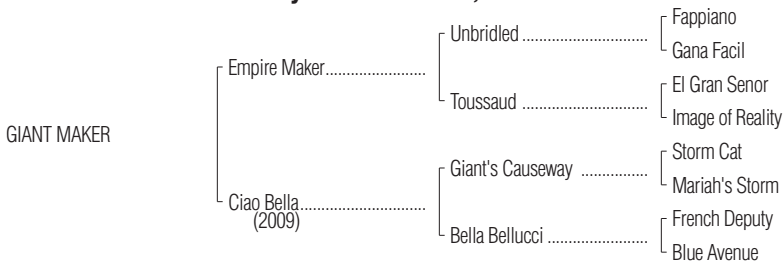 Fappiano
Unbridled ................................
Gana Facil
Empire Maker.........................
El Gran Senor
Toussaud ................................
Image of Reality
GIANT MAKER
Storm Cat
Giant's Causeway .................
Mariah's Storm
Ciao Bella................................
(2009)
French Deputy
Bella Bellucci .........................
Blue Avenue